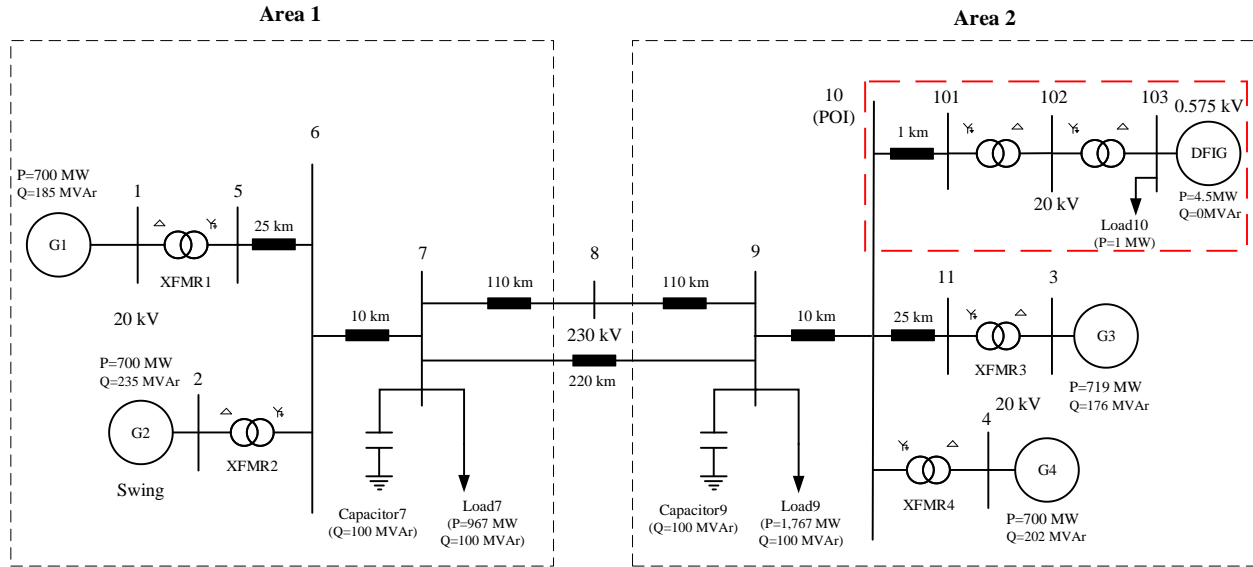 Area 1
Area 2
P=700 MW
Q=185 MVAr
G1
1
XFMR1
5
25 km
20 kV
6
P=700 MW
Q=235 MVAr
G2
2
XFMR2
Swing
10 km
7
110 km
8
230 kV
220 km
110 km
9
10 km
Capacitor7
(Q=100 MVAr)
Load7
(P=967 MW
Q=100 MVAr)
Capacitor9
(Q=100 MVAr)
Load9
(P=1,767 MW
Q=100 MVAr)
10
(POI)
101
102
103
0.575 kV
1 km
DFIG
20 kV
P=4.5MW
Q=0MVAr
Load10
(P=1 MW)
25 km
11
3
XFMR3
G3
P=719 MW
Q=176 MVAr
20 kV
4
XFMR4
G4
P=700 MW
Q=202 MVAr